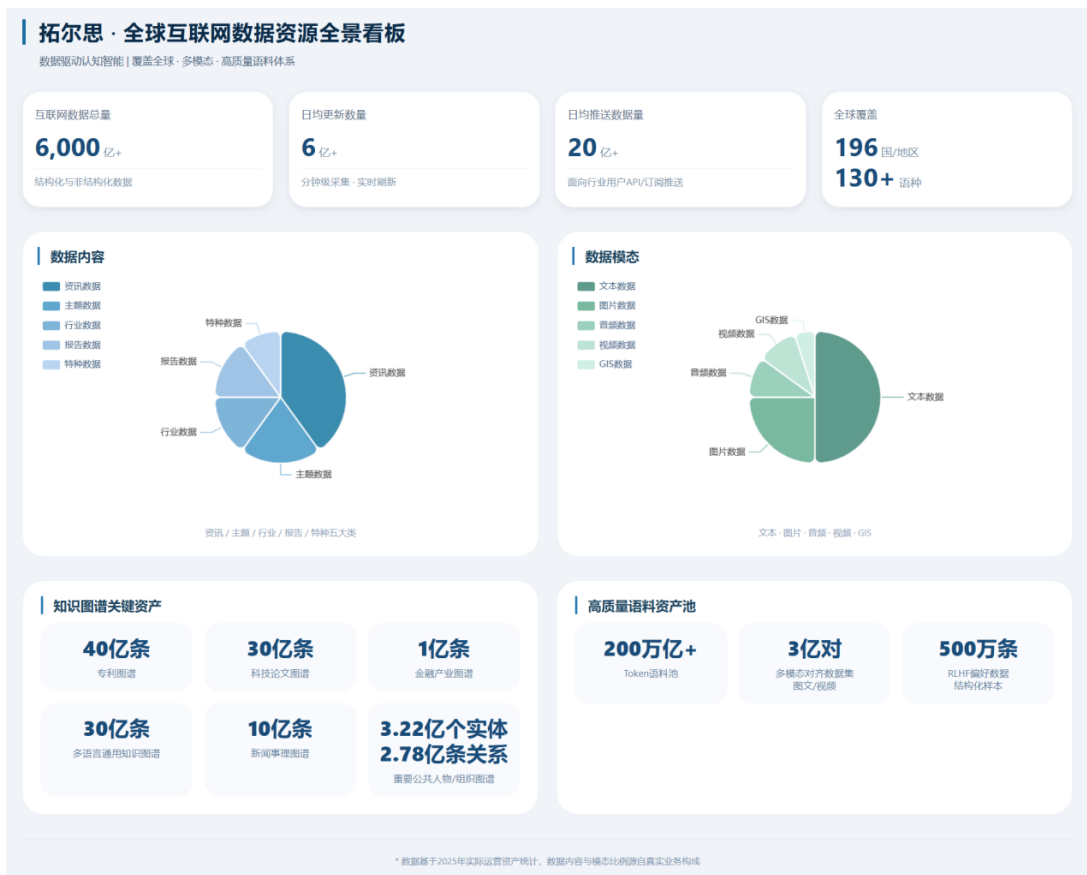 拓尔思 · 全球互联网数据资源全景看板
数据驱动认知智能 | 覆盖全球 · 多模态 · 高质量语料体系
互联网数据总量
6,000 亿+
结构化与非结构化数据
日均更新数量
6 亿+
分钟级采集 · 实时刷新
日均推送数据量
20 亿+
面向行业用户API/订阅推送
全球覆盖
196 国/地区
130+ 语种
数据内容
资讯数据
主题数据
行业数据
报告数据
特种数据
特种数据
报告数据
资讯数据
行业数据
主题数据
资讯 / 主题 / 行业 / 报告 / 特种五大类
数据模态
文本数据
图片数据
音频数据
视频数据
GIS数据
GIS数据
视频数据
音频数据
文本数据
图片数据
文本 · 图片 · 音频 · 视频 · GIS
知识图谱关键资产
40亿条
专利图谱
30亿条
科技论文图谱
1亿条
金融产业图谱
30亿条
多语言通用知识图谱
10亿条
新闻事理图谱
3.22亿个实体
2.78亿条关系
重要公共人物/组织图谱
高质量语料资产池
200万亿+
Token语料池
3亿对
多模态对齐数据集
图文/视频
500万条
RLHF偏好数据
结构化样本
* 数据基于2025年实际运营资产统计，数据内容与模态比例源自真实业务构成